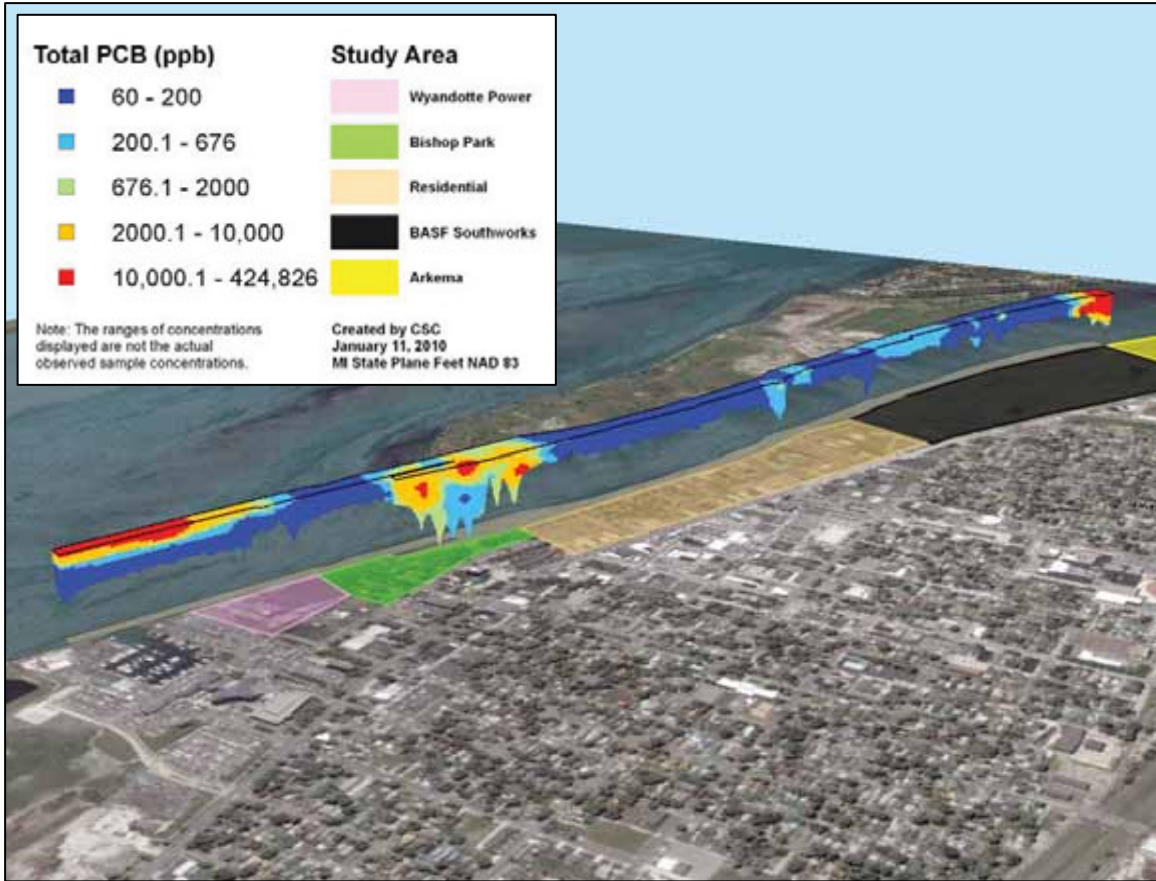 Total PCB (ppb)
60 - 200
200.1 - 676
676.1 - 2000
2000.1 - 10,000
10,000.1 - 424,826
Note: The ranges of concentrations
displayed are not the actual
observed sample concentrations.
Study Area
Wyandotte Power
Bishop Park
Residential
BASF Southworks
Arkema
Created by CSC
January 11, 2010
MI State Plane Feet NAD 83